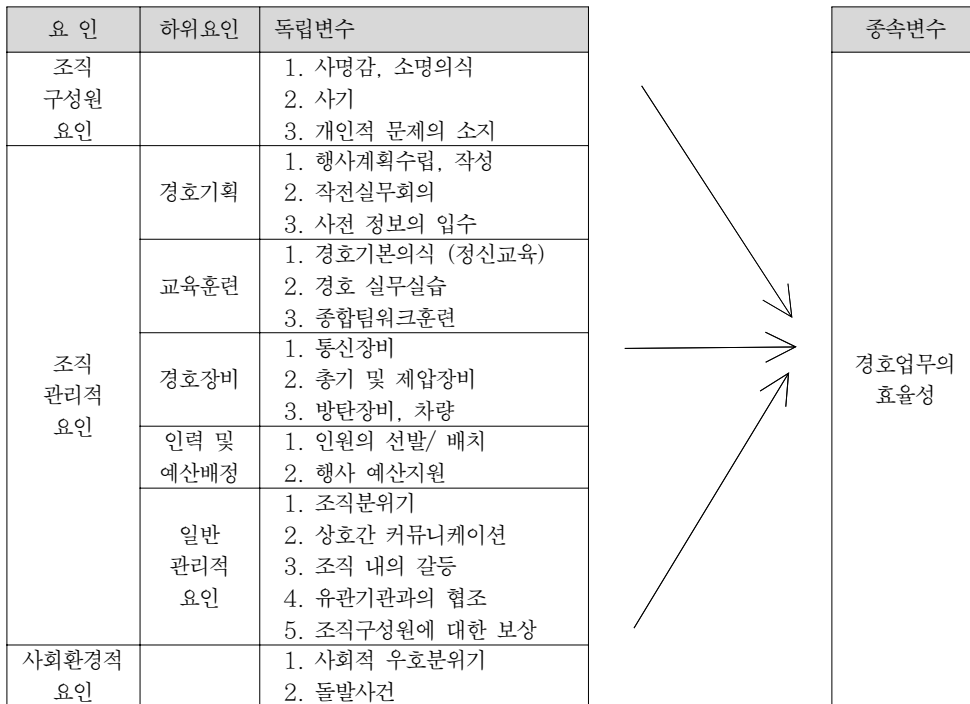 요 인 하위요인 독립변수 종속변수
조직
구성원
요인
1. 사명감, 소명의식
2. 사기
3. 개인적 문제의 소지
조직
관리적
요인
경호기획
1. 행사계획수립, 작성
2. 작전실무회의
3. 사전 정보의 입수
교육훈련
1. 경호기본의식 (정신교육)
2. 경호 실무실습
3. 종합팀워크훈련
경호장비
1. 통신장비
2. 총기 및 제압장비
3. 방탄장비, 차량
인력 및
예산배정
1. 인원의 선발/ 배치
2. 행사 예산지원
일반
관리적
요인
1. 조직분위기
2. 상호간 커뮤니케이션
3. 조직 내의 갈등
4. 유관기관과의 협조
5. 조직구성원에 대한 보상
사회환경적
요인
1. 사회적 우호분위기
2. 돌발사건
경호업무의
효율성